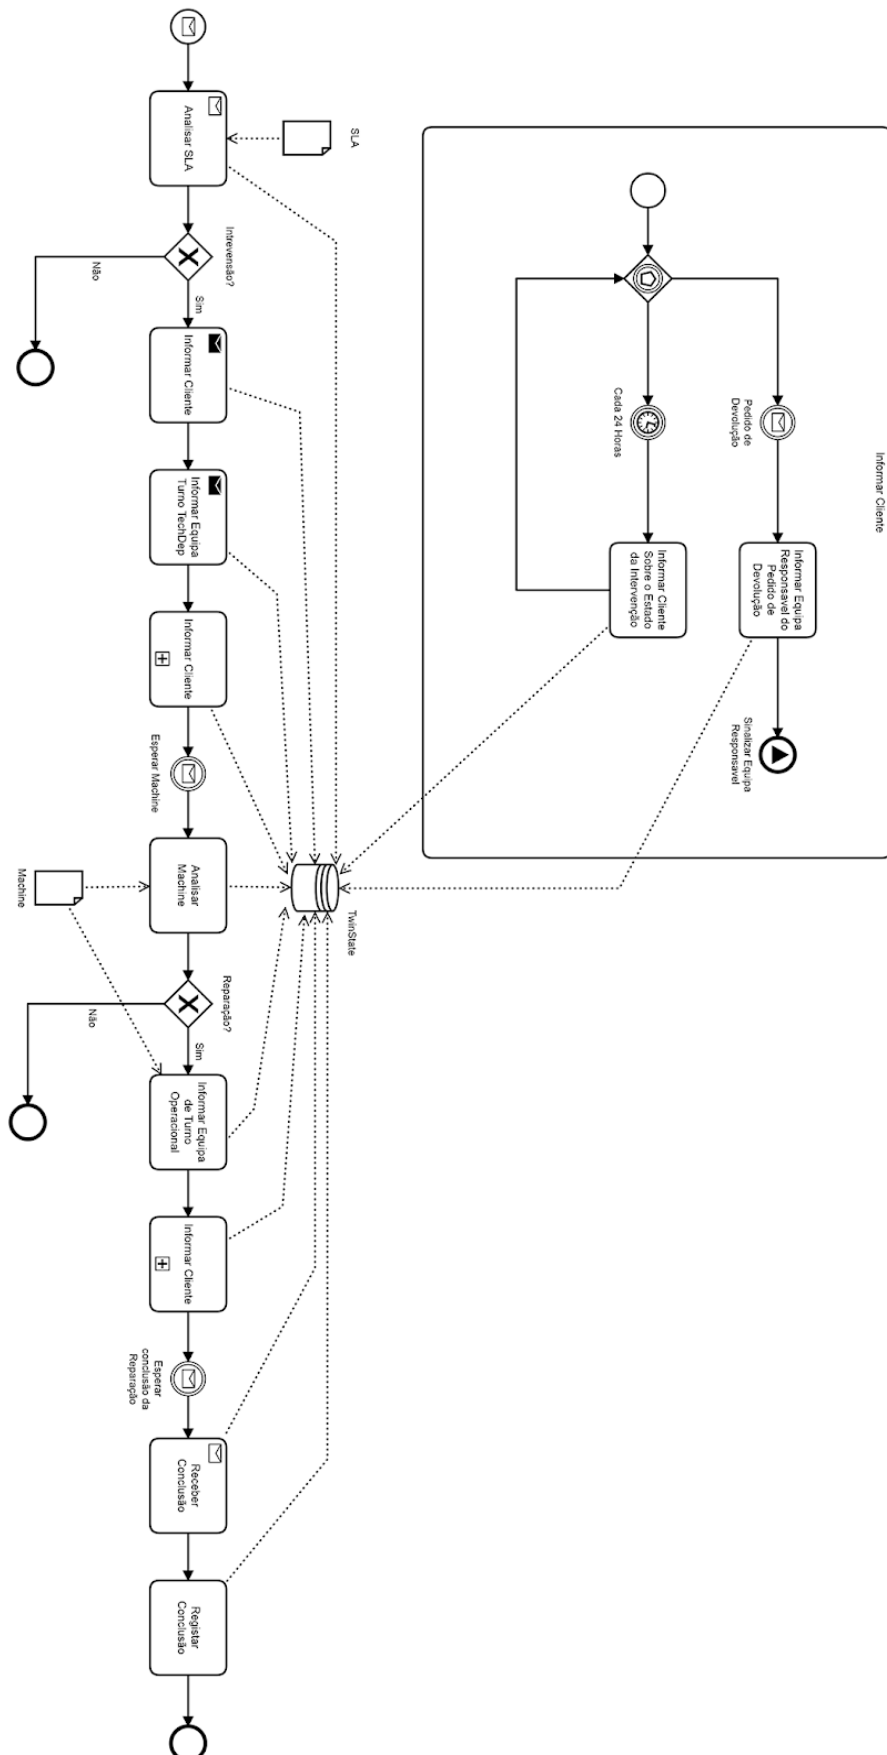 Informar Cliente
Pedido de
Devolução
Informar Equipa
Responsavel do
Pedido de
Devolução
Sinalizar Equipa
Responsavel
Cada 24 Horas
Informar Cliente
Sobre o Estado
da Intervenção
SLA
TwinState
Analisar SLA
Intrevensão?
Sim
Não
Informar Cliente
Informar Equipa
Turno TechDep
Informar Cliente
Esperar Machine
Analisar
Machine
Machine
Reparação?
Sim
Não
Informar Equipa
de Turno
Operacional
Informar Cliente
Esperar
conclusão da
Reparação
Receber
Conclusão
Registar
Conclusão